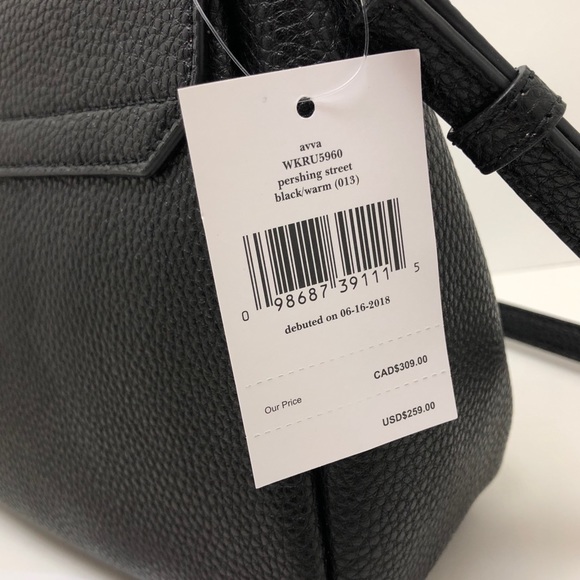 avva
WKRU5960
pershing street
black/warm (013)
0 98687 39111 5
debuted on 06-16-2018
CAD$309.00
Our Price
USD$259.00